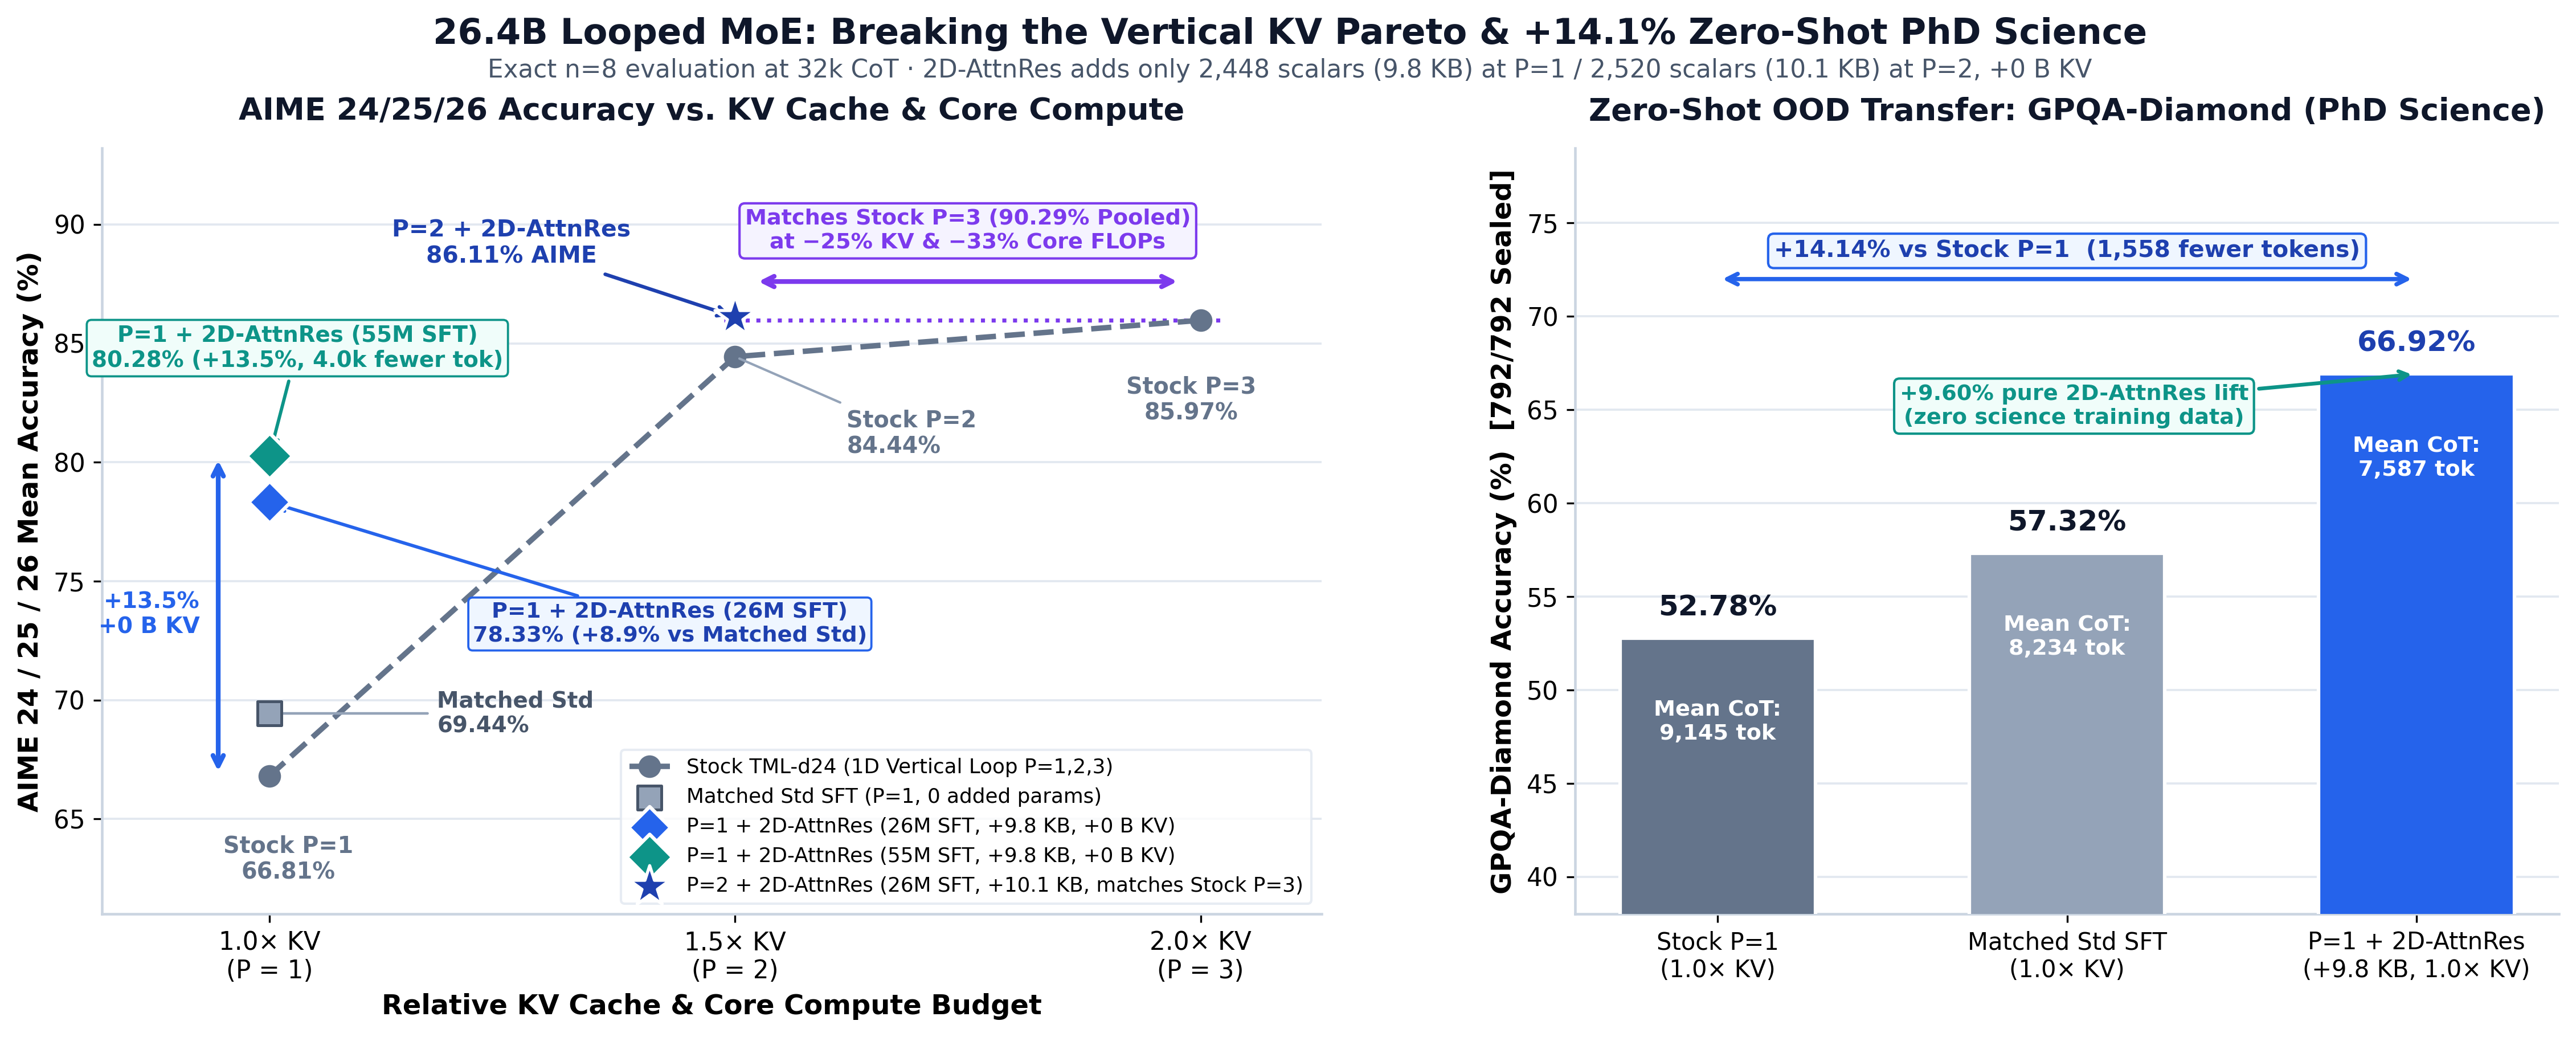 26.4B Looped MoE: Breaking the Vertical KV Pareto & +14.1% Zero-Shot PhD Science
Exact n=8 evaluation at 32k CoT · 2D-AttnRes adds only 2,448 scalars (9.8 KB) at P=1 / 2,520 scalars (10.1 KB) at P=2, +0 B KV
AIME 24/25/26 Accuracy vs. KV Cache & Core Compute
AIME 24 / 25 / 26 Mean Accuracy (%)
90
85
80
75
70
65
P=2 + 2D-AttnRes
86.11% AIME
Matches Stock P=3 (90.29% Pooled)
at −25% KV & −33% Core FLOPs
P=1 + 2D-AttnRes (55M SFT)
80.28% (+13.5%, 4.0k fewer tok)
Stock P=3
85.97%
Stock P=2
84.44%
+13.5%
+0 B KV
P=1 + 2D-AttnRes (26M SFT)
78.33% (+8.9% vs Matched Std)
Matched Std
69.44%
Stock P=1
66.81%
Stock TML-d24 (1D Vertical Loop P=1,2,3)
Matched Std SFT (P=1, 0 added params)
P=1 + 2D-AttnRes (26M SFT, +9.8 KB, +0 B KV)
P=1 + 2D-AttnRes (55M SFT, +9.8 KB, +0 B KV)
P=2 + 2D-AttnRes (26M SFT, +10.1 KB, matches Stock P=3)
1.0× KV
(P = 1)
1.5× KV
(P = 2)
2.0× KV
(P = 3)
Relative KV Cache & Core Compute Budget
Zero-Shot OOD Transfer: GPQA-Diamond (PhD Science)
GPQA-Diamond Accuracy (%) [792/792 Sealed]
75
70
65
60
55
50
45
40
+14.14% vs Stock P=1 (1,558 fewer tokens)
66.92%
+9.60% pure 2D-AttnRes lift
(zero science training data)
Mean CoT:
7,587 tok
57.32%
Mean CoT:
8,234 tok
52.78%
Mean CoT:
9,145 tok
Stock P=1
(1.0× KV)
Matched Std SFT
(1.0× KV)
P=1 + 2D-AttnRes
(+9.8 KB, 1.0× KV)